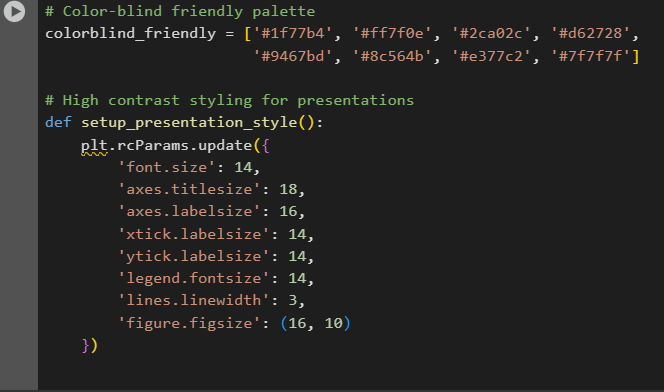 # Color-blind friendly palette
colorblind_friendly = ['#1f77b4', '#ff7f0e', '#2ca02c', '#d62728',
                       '#9467bd', '#8c564b', '#e377c2', '#7f7f7f']

# High contrast styling for presentations
def setup_presentation_style():
    plt.rcParams.update({
        'font.size': 14,
        'axes.titlesize': 18,
        'axes.labelsize': 16,
        'xtick.labelsize': 14,
        'ytick.labelsize': 14,
        'legend.fontsize': 14,
        'lines.linewidth': 3,
        'figure.figsize': (16, 10)
    })